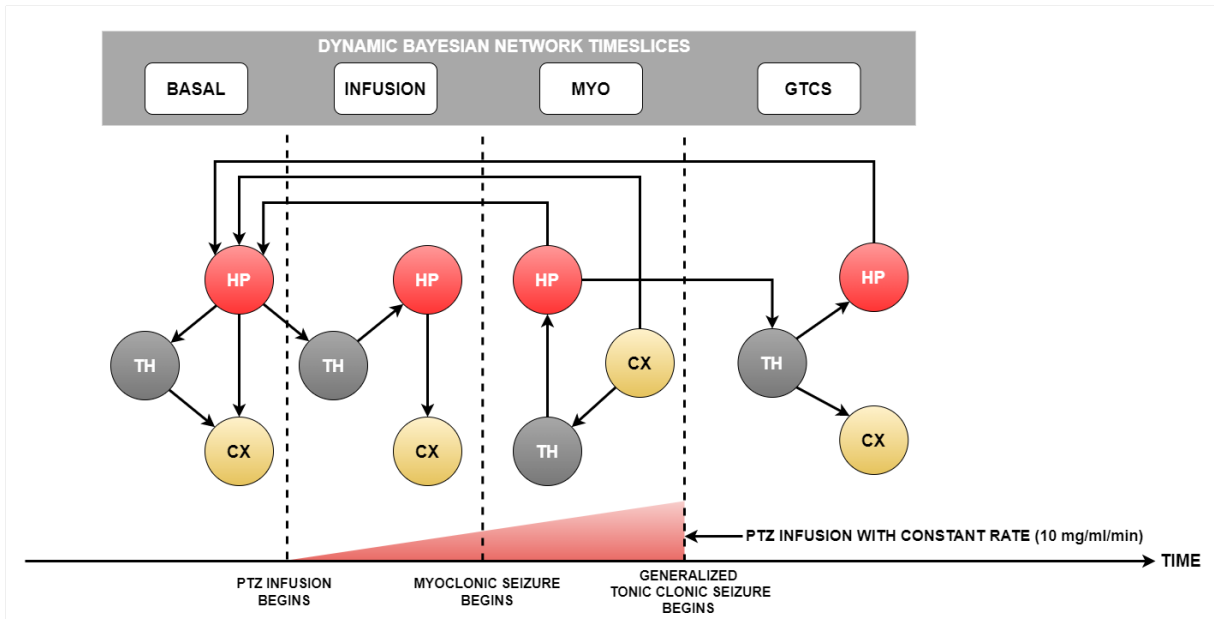 DYNAMIC BAYESIAN NETWORK TIMESLICES
BASAL
INFUSION
MYO
GTCS
HP
HP
HP
HP
TH
TH
CX
TH
CX
CX
TH
CX
PTZ INFUSION WITH CONSTANT RATE (10 mg/ml/min)
TIME
PTZ INFUSION
BEGINS
MYOCLONIC SEIZURE
BEGINS
GENERALIZED
TONIC CLONIC SEIZURE
BEGINS